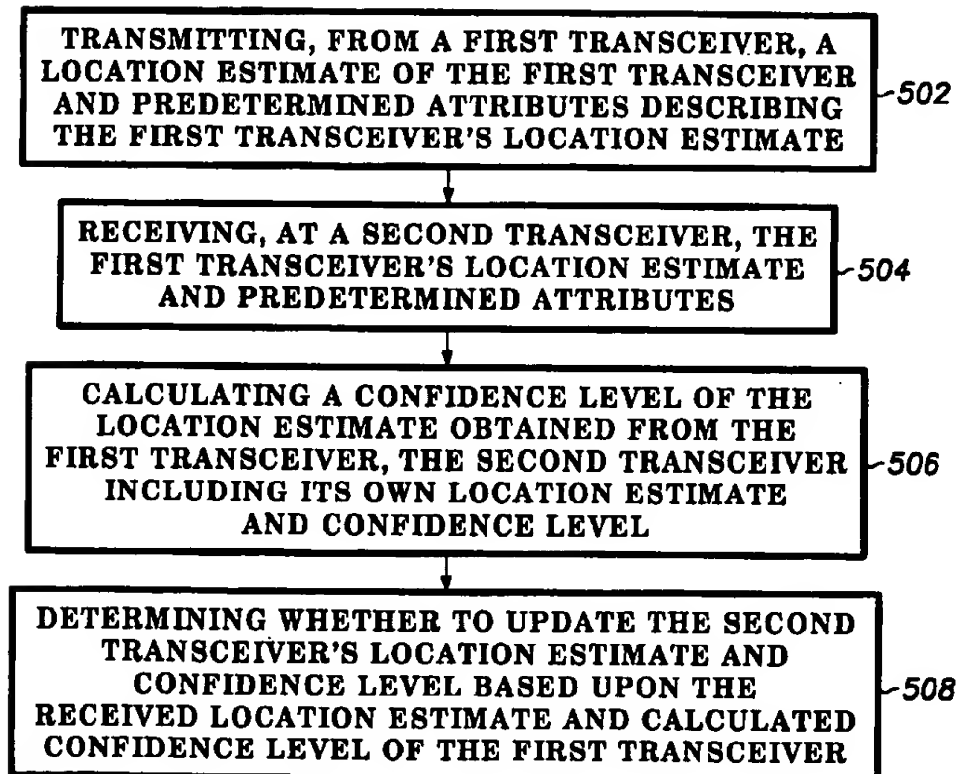 TRANSMITTING, FROM A FIRST TRANSCEIVER, A
LOCATION ESTIMATE OF THE FIRST TRANSCEIVER
AND PREDETERMINED ATTRIBUTES DESCRIBING
THE FIRST TRANSCEIVER'S LOCATION ESTIMATE
502
RECEIVING, AT A SECOND TRANSCEIVER, THE
FIRST TRANSCEIVER'S LOCATION ESTIMATE
AND PREDETERMINED ATTRIBUTES
504
CALCULATING A CONFIDENCE LEVEL OF THE
LOCATION ESTIMATE OBTAINED FROM THE
FIRST TRANSCEIVER, THE SECOND TRANSCEIVER
INCLUDING ITS OWN LOCATION ESTIMATE
AND CONFIDENCE LEVEL
506
DETERMINING WHETHER TO UPDATE THE SECOND
TRANSCEIVER'S LOCATION ESTIMATE AND
CONFIDENCE LEVEL BASED UPON THE
RECEIVED LOCATION ESTIMATE AND CALCULATED
CONFIDENCE LEVEL OF THE FIRST TRANSCEIVER
508